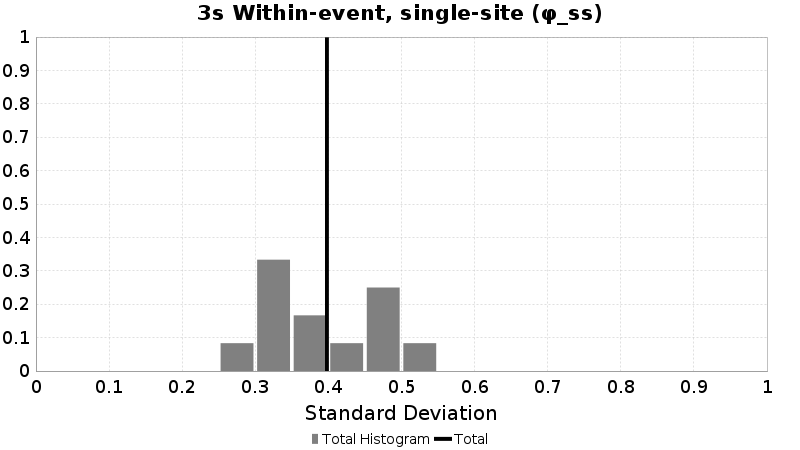 3s Within-event, single-site (φ_ss)
1
0.9
0.8
0.7
0.6
0.5
0.4
0.3
0.2
0.1
0
0 0.1 0.2 0.3 0.4 0.5 0.6 0.7 0.8 0.9 1
Standard Deviation
Total Histogram Total